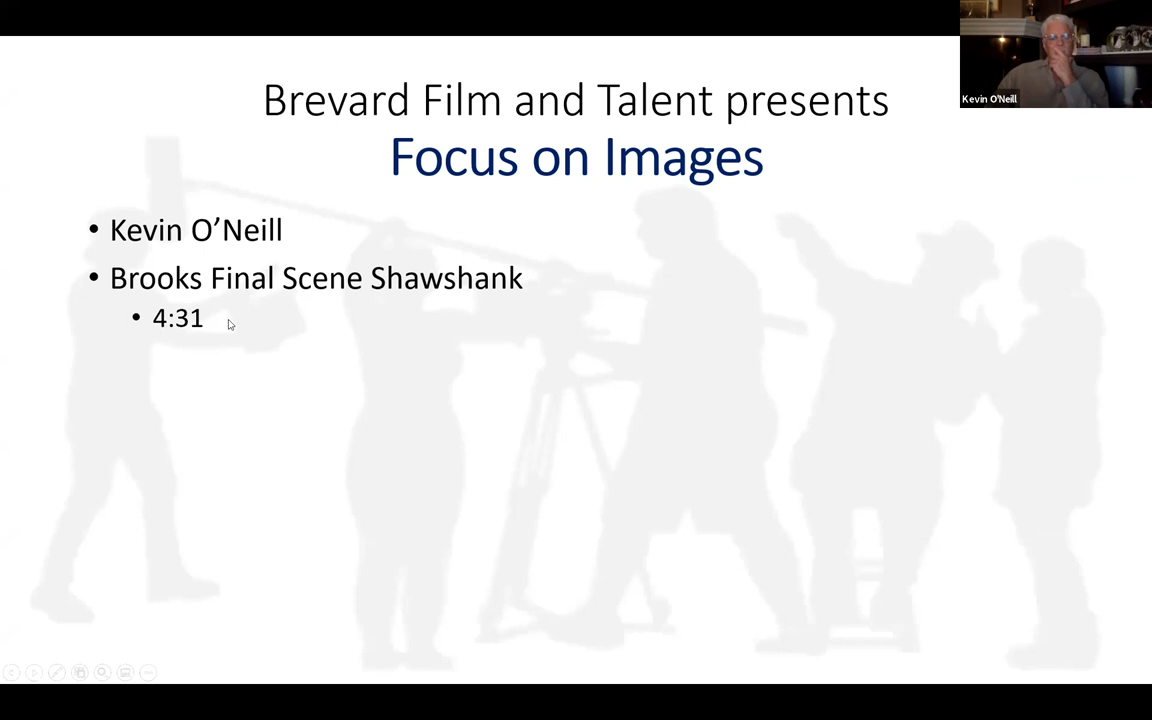 Brevard Film and Talent presents
Focus on Images
• Kevin O’Neill
• Brooks Final Scene Shawshank
• 4:31
Kevin O'Neill